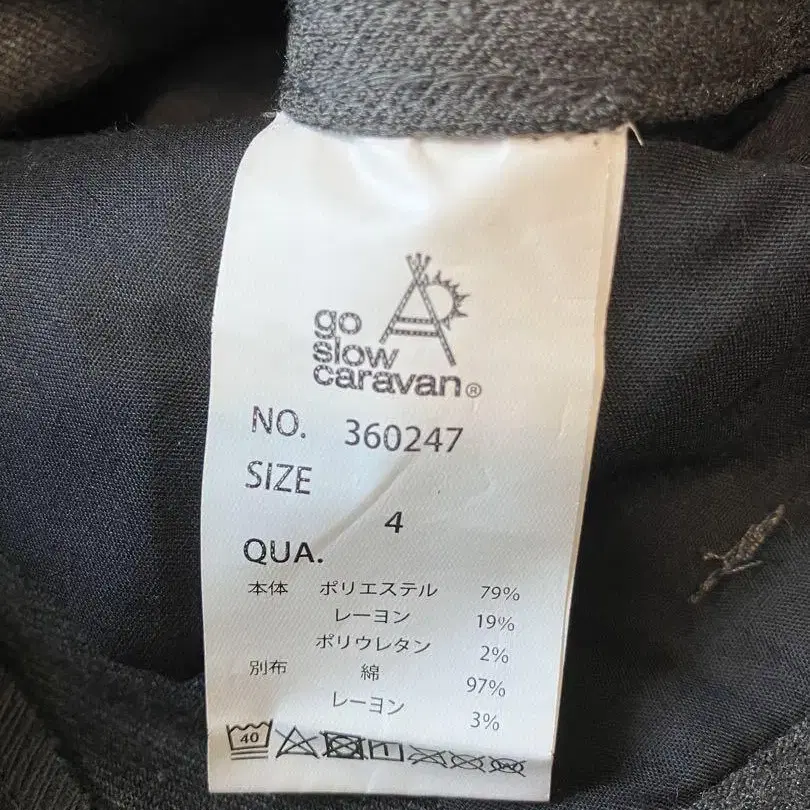 go
slow
caravan®
NO. 360247
SIZE
4
QUA.
本体 ポリエステル 79%
レーヨン 19%
ポリウレタン 2%
別布 綿 97%
レーヨン 3%
40